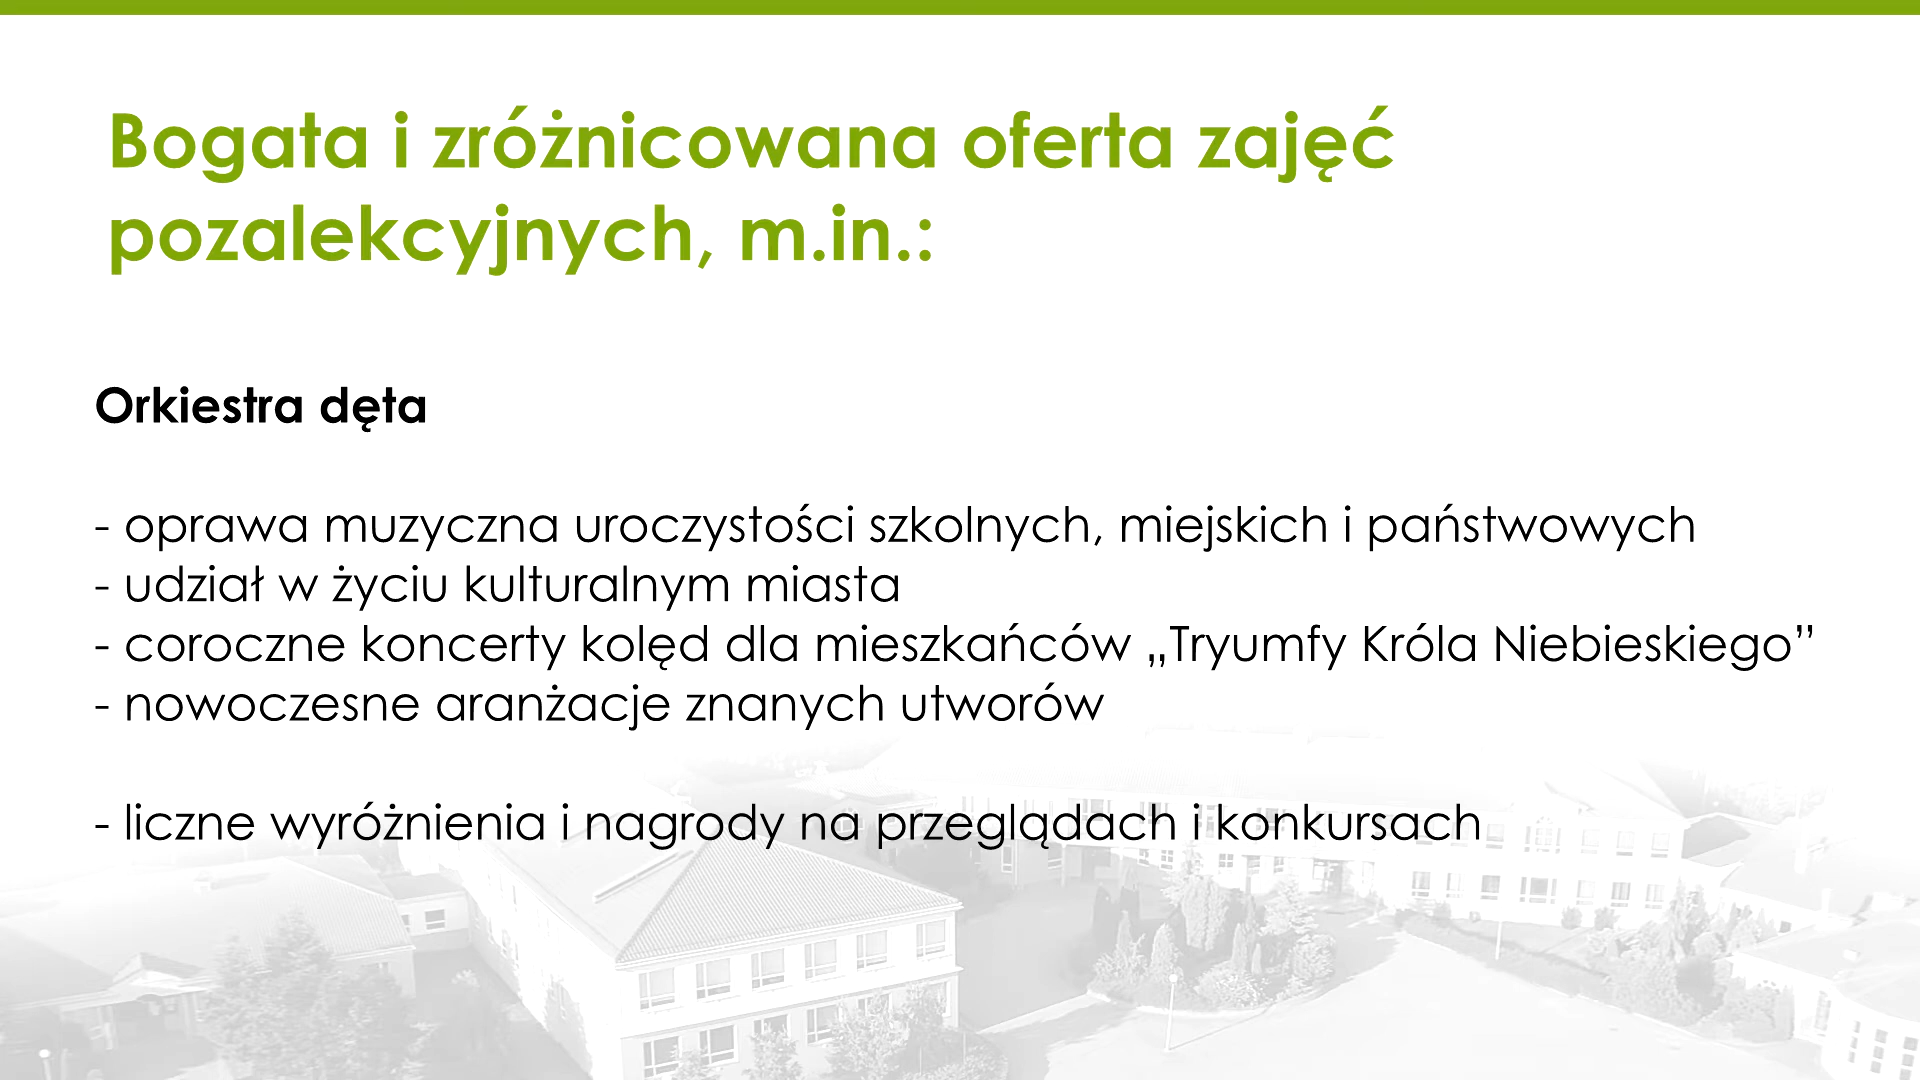 Bogata i zróżnicowana oferta zajęć
pozalekcyjnych, m.in.:
Orkiestra dęta
- oprawa muzyczna uroczystości szkolnych, miejskich i państwowych
- udział w życiu kulturalnym miasta
- coroczne koncerty kolęd dla mieszkańców „Tryumfy Króla Niebieskiego”
- nowoczesne aranżacje znanych utworów
- liczne wyróżnienia i nagrody na przeglądach i konkursach